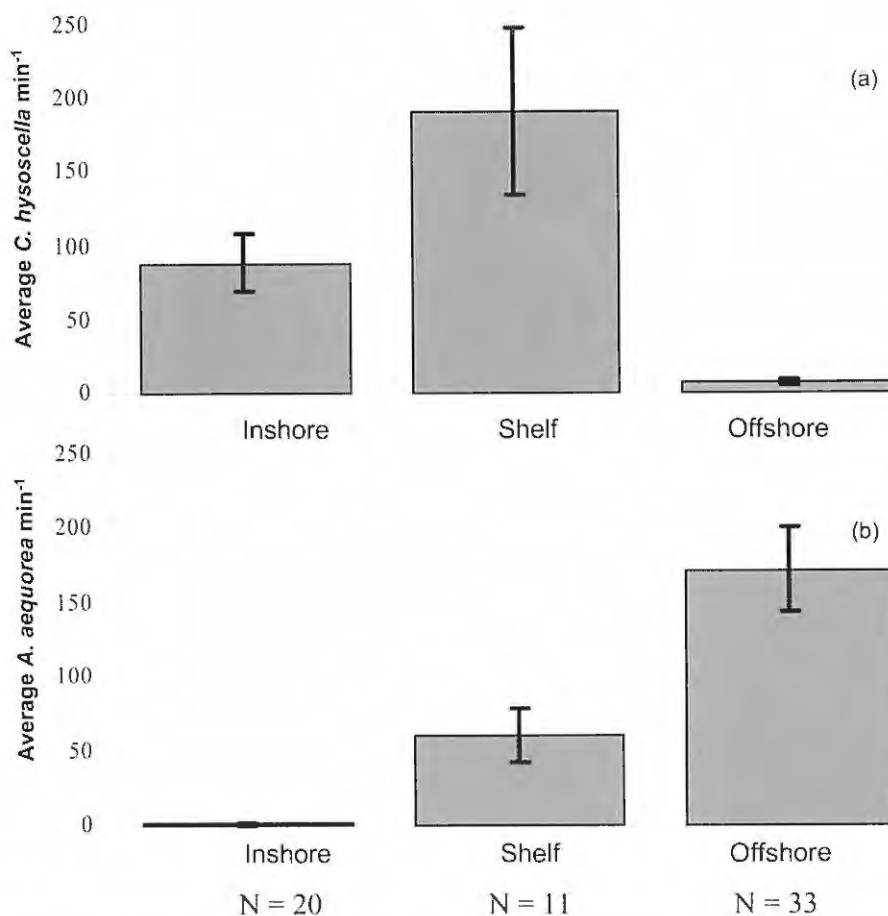 250
200
150
100
50
0
Average C. hysoscella min⁻¹
(a)
Inshore Shelf Offshore
250
200
150
100
50
0
Average A. aequorea min⁻¹
(b)
Inshore Shelf Offshore
N = 20 N = 11 N = 33